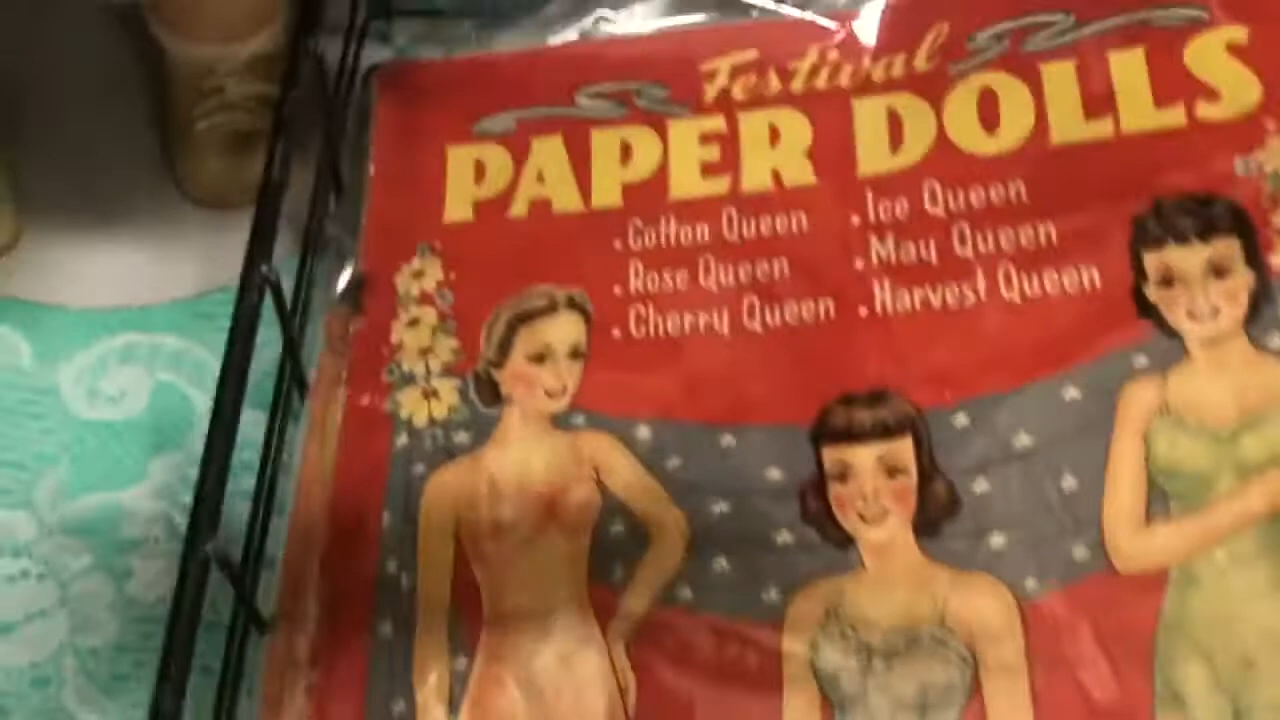 Festival
PAPER DOLLS
• Cotton Queen
• Rose Queen
• Cherry Queen
• Ice Queen
• May Queen
• Harvest Queen